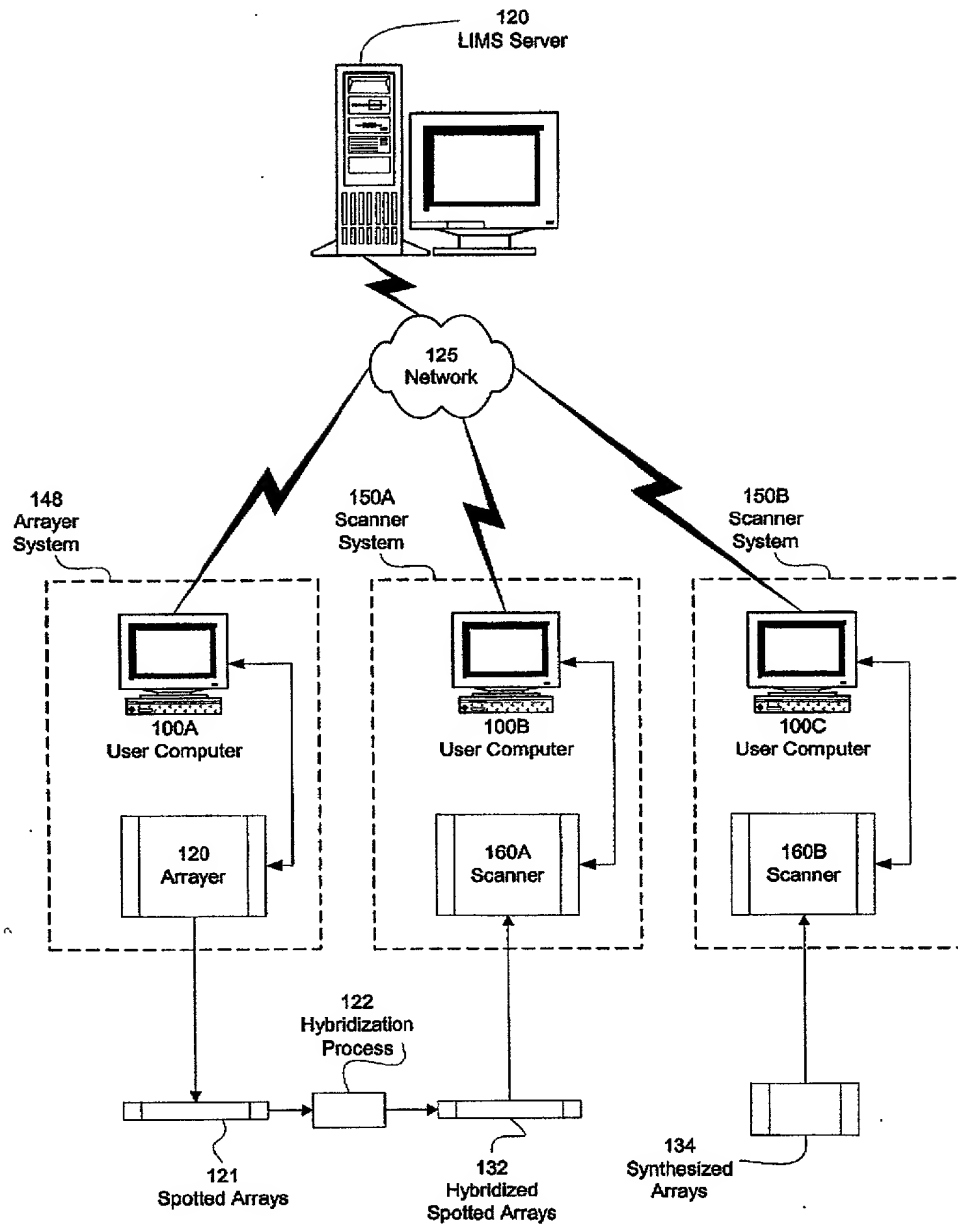 120
LIMS Server
125
Network
148
Arrayer
System
150A
Scanner
System
150B
Scanner
System
100A
User Computer
100B
User Computer
100C
User Computer
120
Arrayer
160A
Scanner
160B
Scanner
122
Hybridization
Process
121
Spotted Arrays
132
Hybridized
Spotted Arrays
134
Synthesized
Arrays